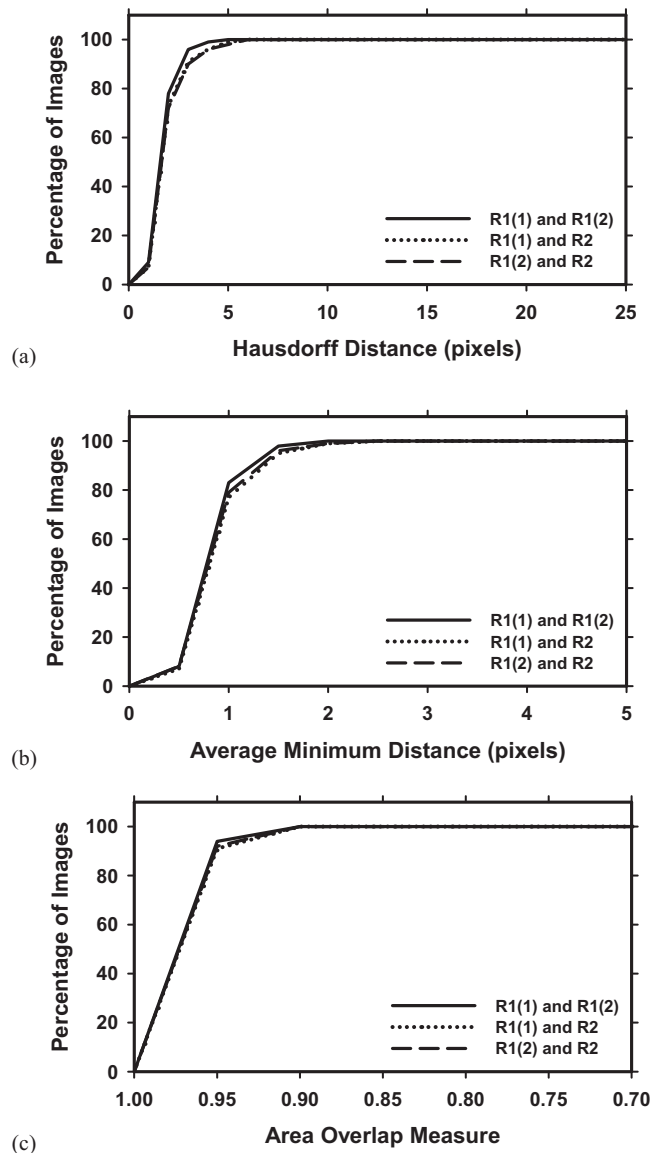 100
80
60
40
20
0
Percentage of Images
R1(1) and R1(2)
R1(1) and R2
R1(2) and R2
0 5 10 15 20 25
Hausdorff Distance (pixels)
(a)
100
80
60
40
20
0
Percentage of Images
R1(1) and R1(2)
R1(1) and R2
R1(2) and R2
0 1 2 3 4 5
Average Minimum Distance (pixels)
(b)
100
80
60
40
20
0
Percentage of Images
R1(1) and R1(2)
R1(1) and R2
R1(2) and R2
1.00 0.95 0.90 0.85 0.80 0.75 0.70
Area Overlap Measure
(c)